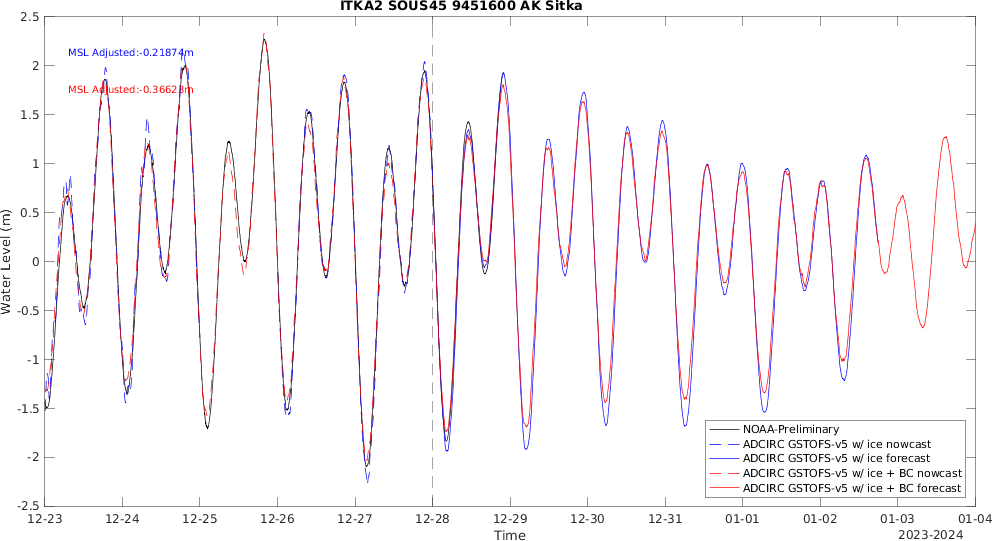 ITKA2 SOUS45 9451600 AK Sitka
2.5
MSL Adjusted:-0.21874m
2
MSL Adjusted:-0.36623m
1.5
1
0.5
Water Level (m)
0
-0.5
-1
-1.5
NOAA-Preliminary
ADCIRC GSTOFS-v5 w/ ice nowcast
-2
ADCIRC GSTOFS-v5 w/ ice forecast
ADCIRC GSTOFS-v5 w/ ice + BC nowcast
ADCIRC GSTOFS-v5 w/ ice + BC forecast
-2.5
12-23 12-24 12-25 12-26 12-27 12-28 12-29 12-30 12-31 01-01 01-02 01-03 01-04
Time
2023-2024